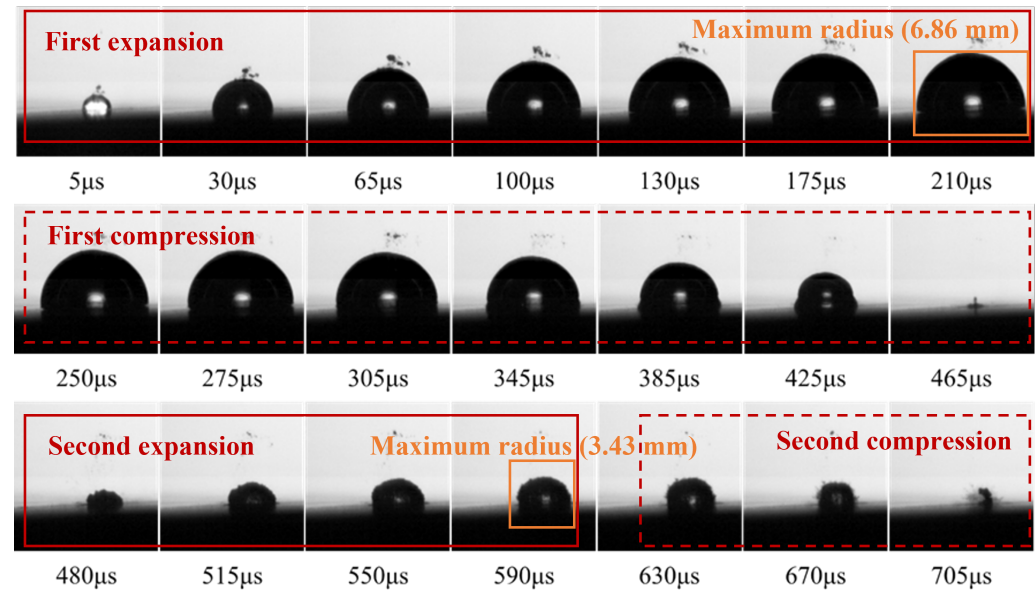 First expansion
Maximum radius (6.86 mm)
5μs 30μs 65μs 100μs 130μs 175μs 210μs
First compression
250μs 275μs 305μs 345μs 385μs 425μs 465μs
Second expansion
Maximum radius (3.43 mm)
Second compression
480μs 515μs 550μs 590μs 630μs 670μs 705μs